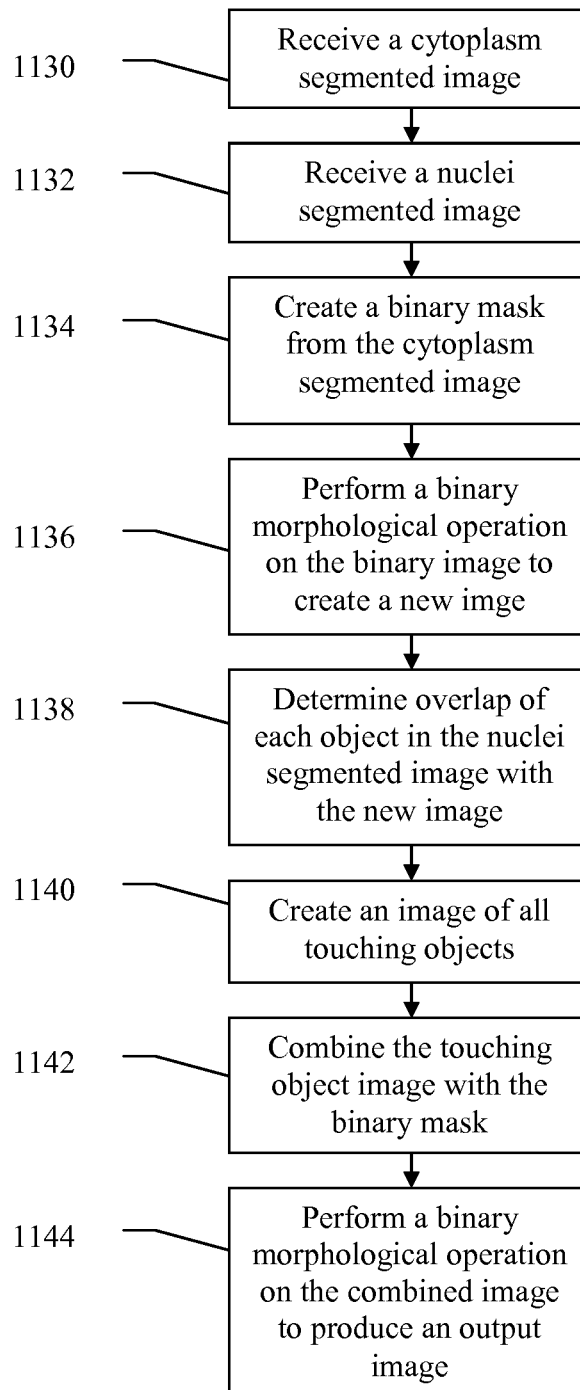 1130
Receive a cytoplasm
segmented image
1132
Receive a nuclei
segmented image
1134
Create a binary mask
from the cytoplasm
segmented image
1136
Perform a binary
morphological operation
on the binary image to
create a new imge
1138
Determine overlap of
each object in the nuclei
segmented image with
the new image
1140
Create an image of all
touching objects
1142
Combine the touching
object image with the
binary mask
1144
Perform a binary
morphological operation
on the combined image
to produce an output
image